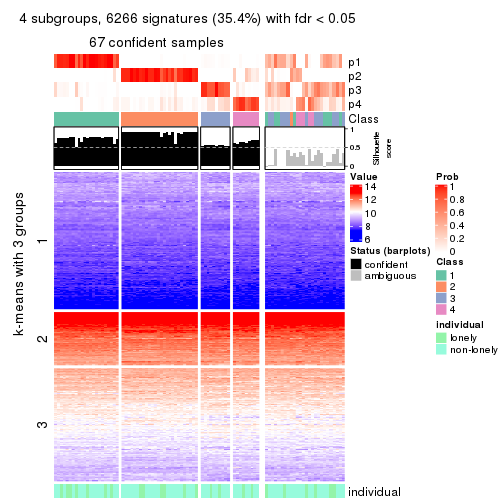 4 subgroups, 6266 signatures (35.4%) with fdr < 0.05
67 confident samples
p1
p2
p3
p4
Class
1
0.5
0
Silhouette
score
k-means with 3 groups
1
2
3
individual
Value
14
12
10
8
6
Status (barplots)
confident
ambiguous
Prob
1
0.8
0.6
0.4
0.2
0
Class
1
2
3
4
individual
lonely
non-lonely